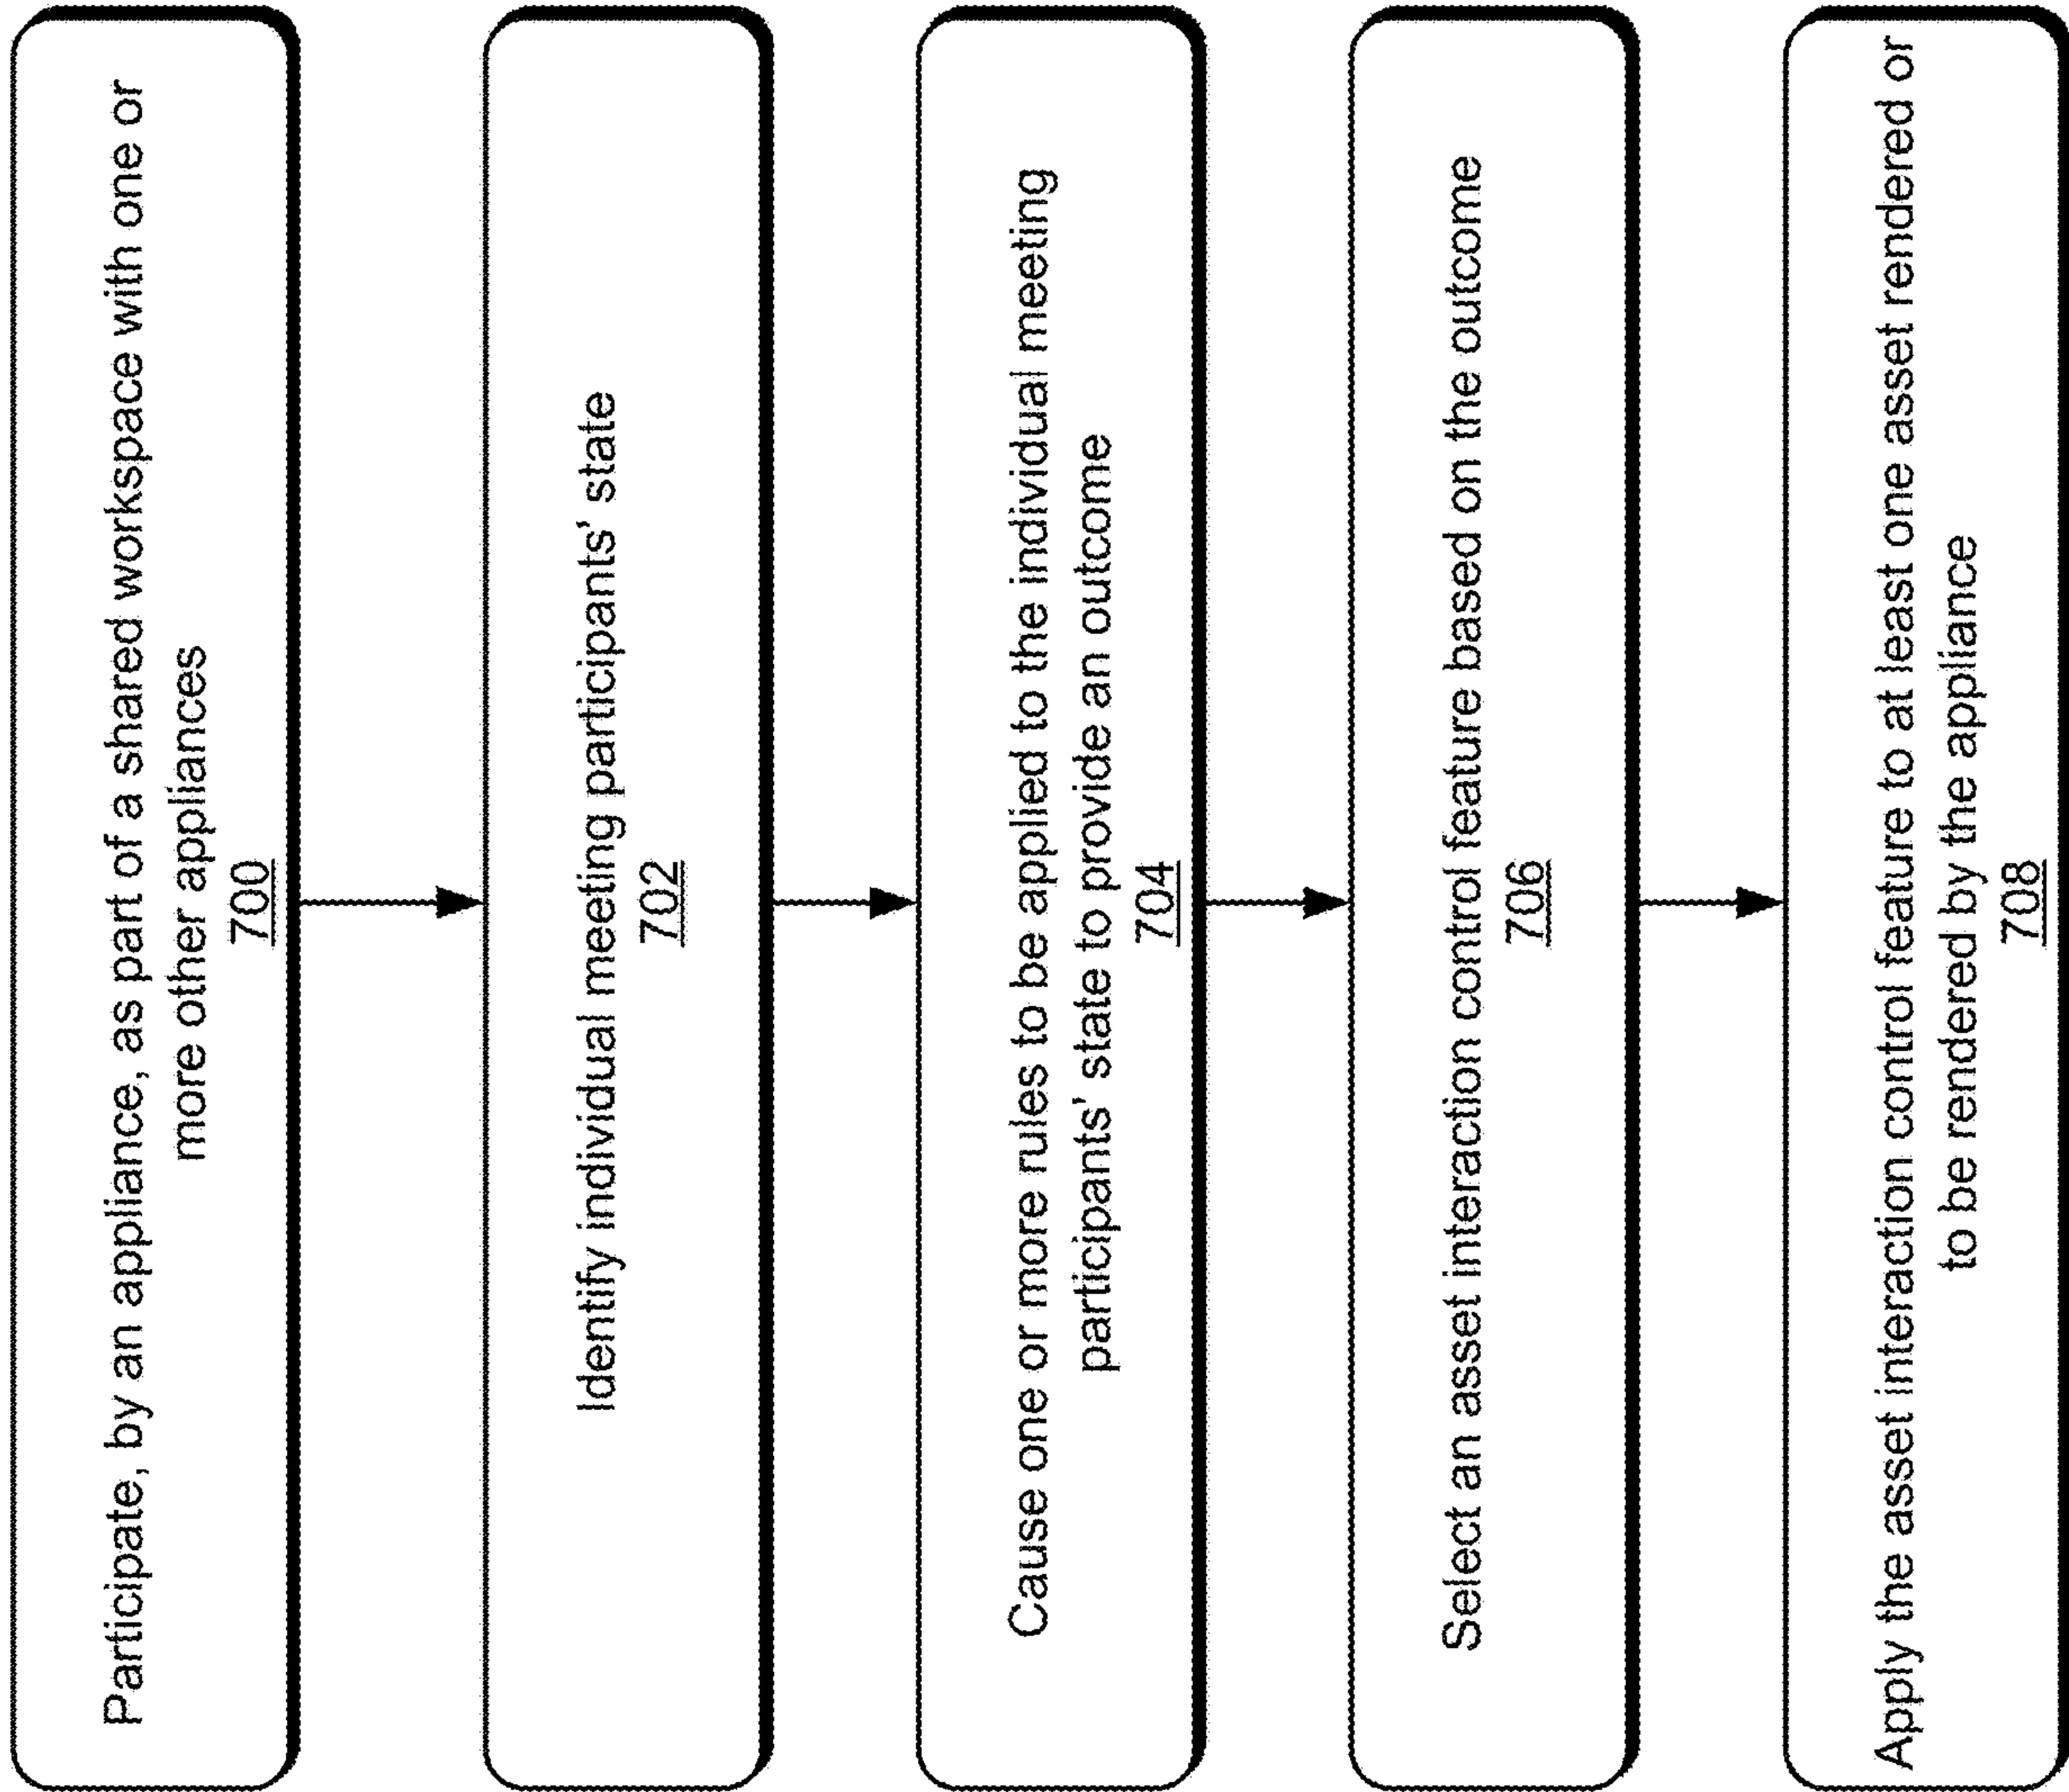 Participate, by an appliance, as part of a shared workspace with one or
more other appliances
700
Identify individual meeting participants' state
702
Cause one or more rules to be applied to the individual meeting
participants' state to provide an outcome
704
Select an asset interaction control feature based on the outcome
706
Apply the asset interaction control feature to at least one asset rendered or
to be rendered by the appliance
708